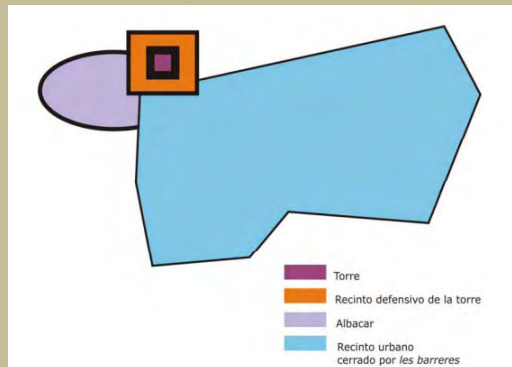 Torre
Recinto defensivo de la torre
Albacar
Recinto urbano
cerrado por les barreres